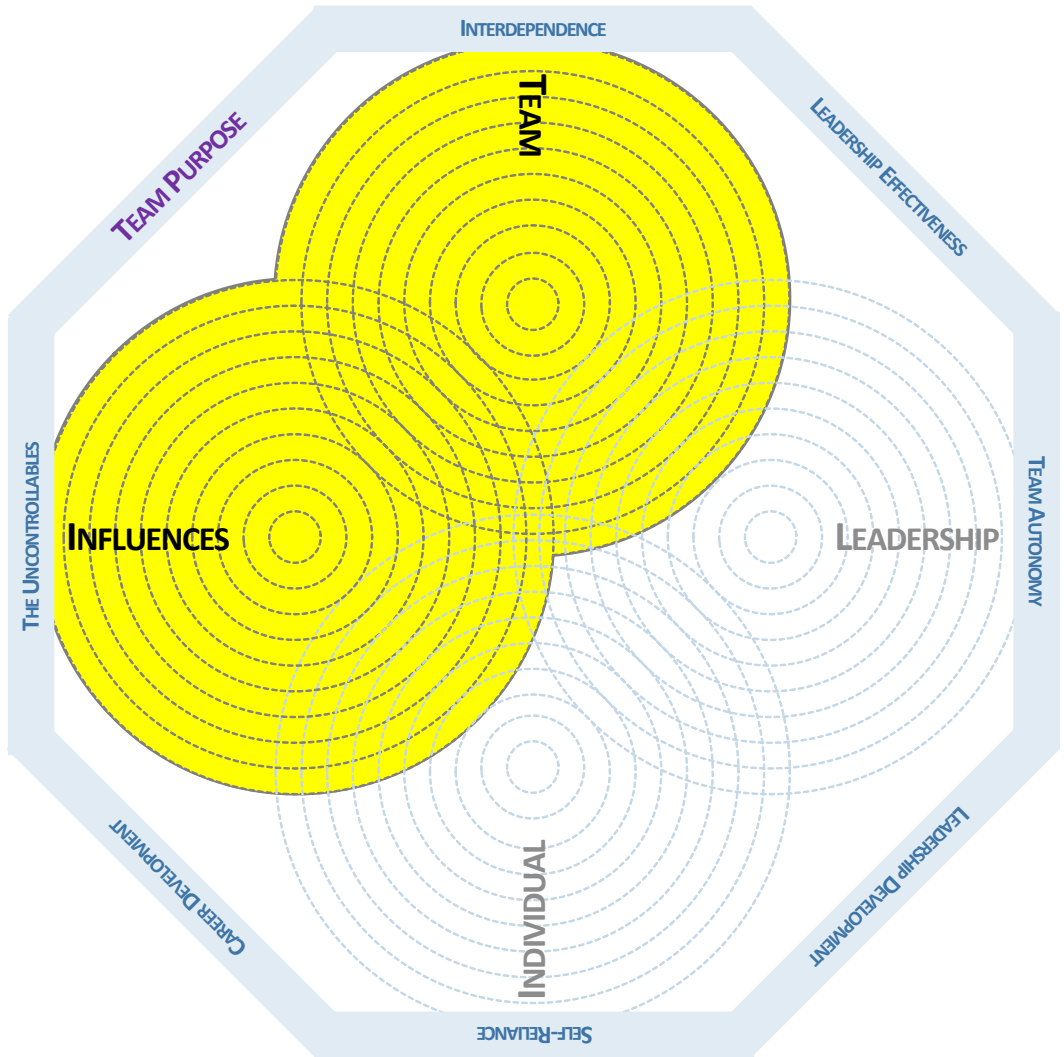 INTERDEPENDENCE
TEAM
LEADERSHIP EFFECTIVENESS
TEAM PURPOSE
THE UNCONTROLLABLES
INFLUENCES
LEADERSHIP
TEAM AUTONOMY
INDIVIDUAL
CAREER DEVELOPMENT
LEADERSHIP DEVELOPMENT
SELF-RELIANCE